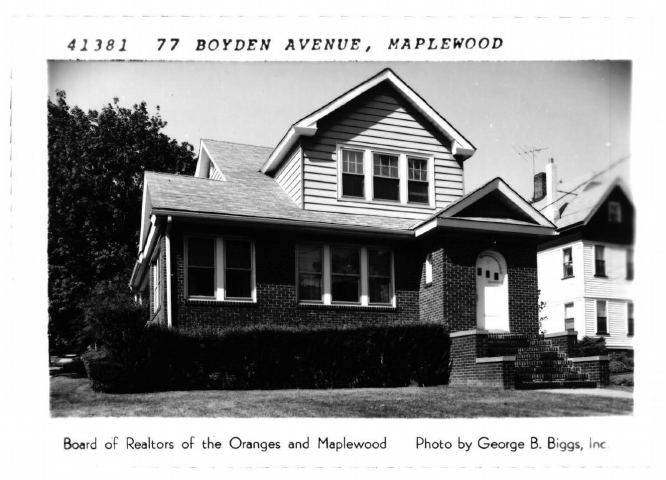 41381 77 BOYDEN AVENUE, MAPLEWOOD
Board of Realtors of the Oranges and Maplewood Photo by George B. Biggs, Inc.